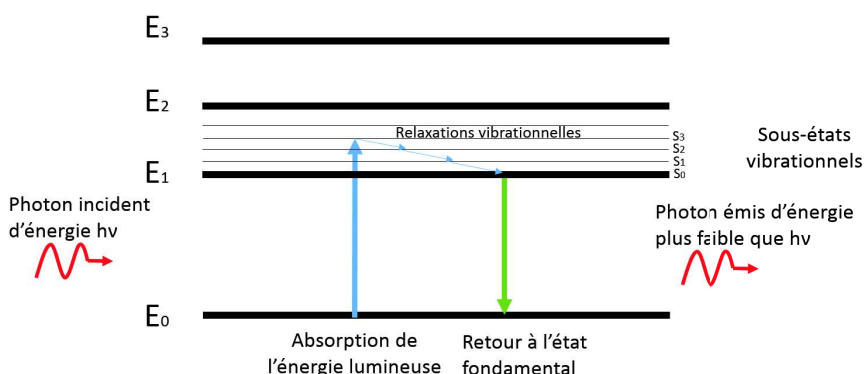 E3
E2
Relaxations vibrationnelles
S3
S2
S1
S0
Sous-états
vibrationnels
E1
Photon incident
d’énergie hν
Photon émis d’énergie
plus faible que hν
E0
Absorption de
l’énergie lumineuse
Retour à l’état
fondamental